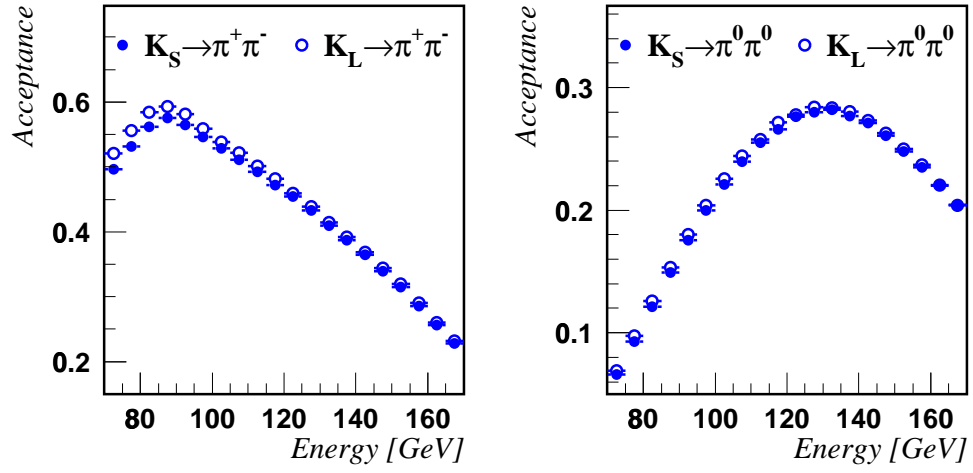 Acceptance
K_S→π⁺π⁻ K_L→π⁺π⁻
0.6
0.4
0.2
80 100 120 140 160
Energy [GeV]
Acceptance
K_S→π⁰π⁰ K_L→π⁰π⁰
0.3
0.2
0.1
80 100 120 140 160
Energy [GeV]